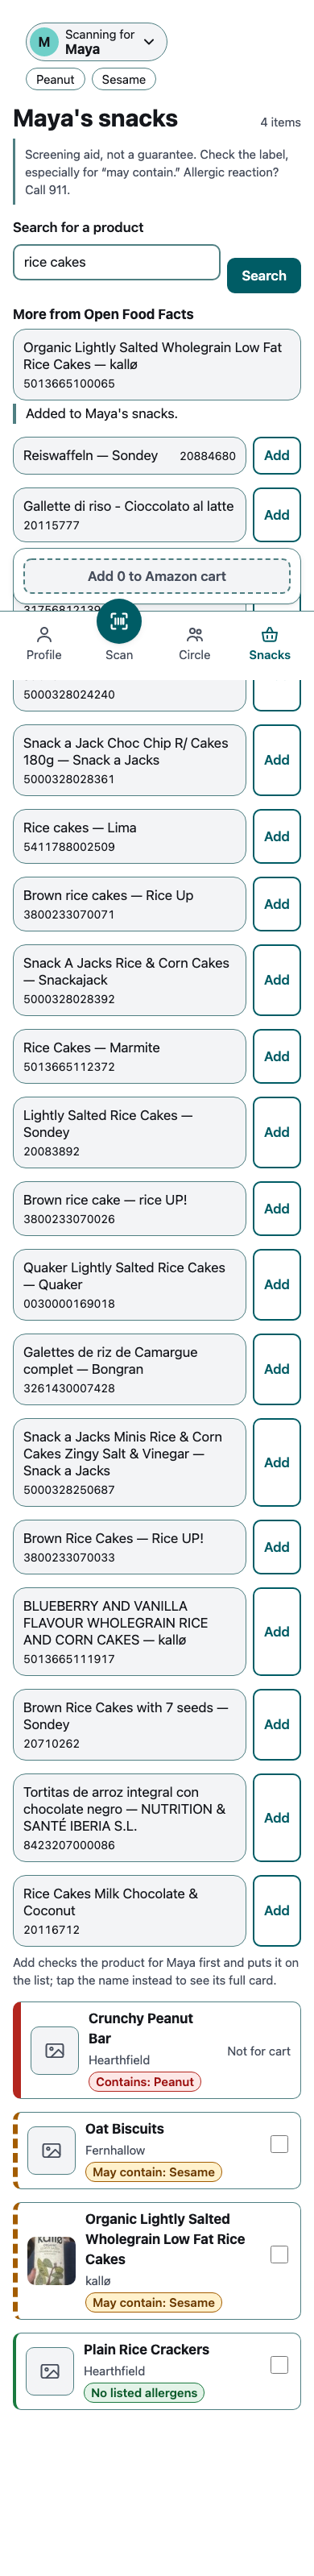 M
Scanning for
Maya
Peanut
Sesame
Maya's snacks
4 items
Screening aid, not a guarantee. Check the label,
especially for “may contain.” Allergic reaction?
Call 911.
Search for a product
rice cakes
Search
More from Open Food Facts
Organic Lightly Salted Wholegrain Low Fat
Rice Cakes — kallø
5013665100065
Added to Maya's snacks.
Reiswaffeln — Sondey
20884680
Add
Gallette di riso - Cioccolato al latte
20115777
Add
Add 0 to Amazon cart
Profile
Scan
Circle
Snacks
5000328024240
Snack a Jack Choc Chip R/ Cakes
180g — Snack a Jacks
5000328028361
Add
Rice cakes — Lima
5411788002509
Add
Brown rice cakes — Rice Up
3800233070071
Add
Snack A Jacks Rice & Corn Cakes
— Snackajack
5000328028392
Add
Rice Cakes — Marmite
5013665112372
Add
Lightly Salted Rice Cakes —
Sondey
20083892
Add
Brown rice cake — rice UP!
3800233070026
Add
Quaker Lightly Salted Rice Cakes
— Quaker
0030000169018
Add
Galettes de riz de Camargue
complet — Bongran
3261430007428
Add
Snack a Jacks Minis Rice & Corn
Cakes Zingy Salt & Vinegar —
Snack a Jacks
5000328250687
Add
Brown Rice Cakes — Rice UP!
3800233070033
Add
BLUEBERRY AND VANILLA
FLAVOUR WHOLEGRAIN RICE
AND CORN CAKES — kallø
5013665111917
Add
Brown Rice Cakes with 7 seeds —
Sondey
20710262
Add
Tortitas de arroz integral con
chocolate negro — NUTRITION &
SANTÉ IBERIA S.L.
8423207000086
Add
Rice Cakes Milk Chocolate &
Coconut
20116712
Add
Add checks the product for Maya first and puts it on
the list; tap the name instead to see its full card.
Crunchy Peanut
Bar
Hearthfield
Contains: Peanut
Not for cart
Oat Biscuits
Fernhallow
May contain: Sesame
Organic Lightly Salted
Wholegrain Low Fat Rice
Cakes
kallø
May contain: Sesame
Plain Rice Crackers
Hearthfield
No listed allergens